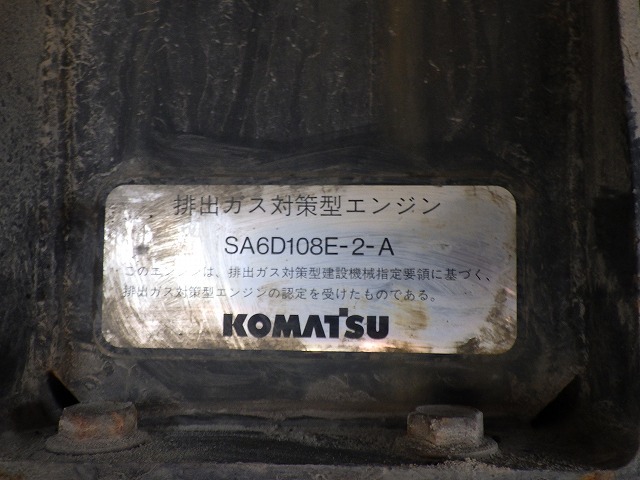 排出ガス対策型エンジン
SA6D108E-2-A
このエンジンは、排出ガス対策型建設機械指定要領に基づく、
排出ガス対策型エンジンの認定を受けたものである。
KOMATSU